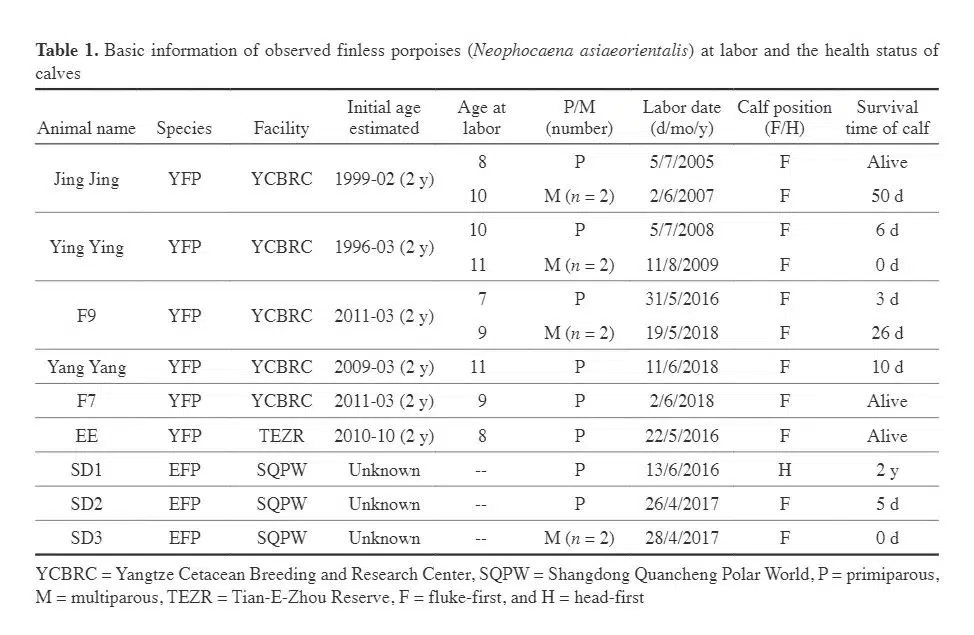 Table 1. Basic information of observed finless porpoises (Neophocaena asiaeorientalis) at labor and the health status of
calves
Animal name Species Facility Initial age estimated Age at labor P/M (number) Labor date (d/mo/y) Calf position (F/H) Survival time of calf
Jing Jing YFP YCBRC 1999-02 (2 y) 8 P 5/7/2005 F Alive
10 M (n = 2) 2/6/2007 F 50 d
Ying Ying YFP YCBRC 1996-03 (2 y) 10 P 5/7/2008 F 6 d
11 M (n = 2) 11/8/2009 F 0 d
F9 YFP YCBRC 2011-03 (2 y) 7 P 31/5/2016 F 3 d
9 M (n = 2) 19/5/2018 F 26 d
Yang Yang YFP YCBRC 2009-03 (2 y) 11 P 11/6/2018 F 10 d
F7 YFP YCBRC 2011-03 (2 y) 9 P 2/6/2018 F Alive
EE YFP TEZR 2010-10 (2 y) 8 P 22/5/2016 F Alive
SD1 EFP SQPW Unknown -- P 13/6/2016 H 2 y
SD2 EFP SQPW Unknown -- P 26/4/2017 F 5 d
SD3 EFP SQPW Unknown -- M (n = 2) 28/4/2017 F 0 d
YCBRC = Yangtze Cetacean Breeding and Research Center, SQPW = Shangdong Quancheng Polar World, P = primiparous,
M = multiparous, TEZR = Tian-E-Zhou Reserve, F = fluke-first, and H = head-first